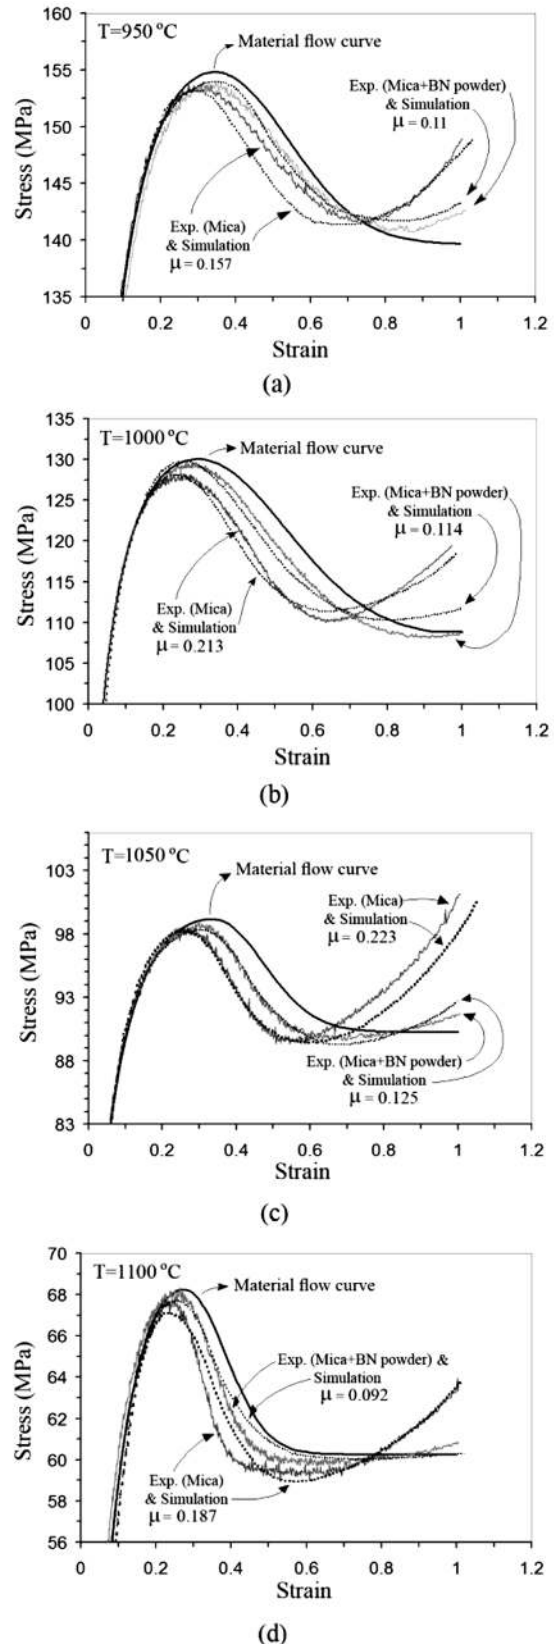 160
155
150
145
140
135
Stress (MPa)
T=950 °C
Material flow curve
Exp. (Mica+BN powder)
& Simulation
μ = 0.11
Exp. (Mica)
& Simulation
μ = 0.157
0 0.2 0.4 0.6 0.8 1 1.2
Strain
(a)
135
130
125
120
115
110
105
100
Stress (MPa)
T=1000 °C
Material flow curve
Exp. (Mica+BN powder)
& Simulation
μ = 0.114
Exp. (Mica)
& Simulation
μ = 0.213
0 0.2 0.4 0.6 0.8 1 1.2
Strain
(b)
103
98
93
88
83
Stress (MPa)
T=1050 °C
Material flow curve
Exp. (Mica)
& Simulation
μ = 0.223
Exp. (Mica+BN powder)
& Simulation
μ = 0.125
0 0.2 0.4 0.6 0.8 1 1.2
Strain
(c)
70
68
66
64
62
60
58
56
Stress (MPa)
T=1100 °C
Material flow curve
Exp. (Mica+BN powder) &
Simulation
μ = 0.092
Exp. (Mica)
& Simulation
μ = 0.187
0 0.2 0.4 0.6 0.8 1 1.2
Strain
(d)